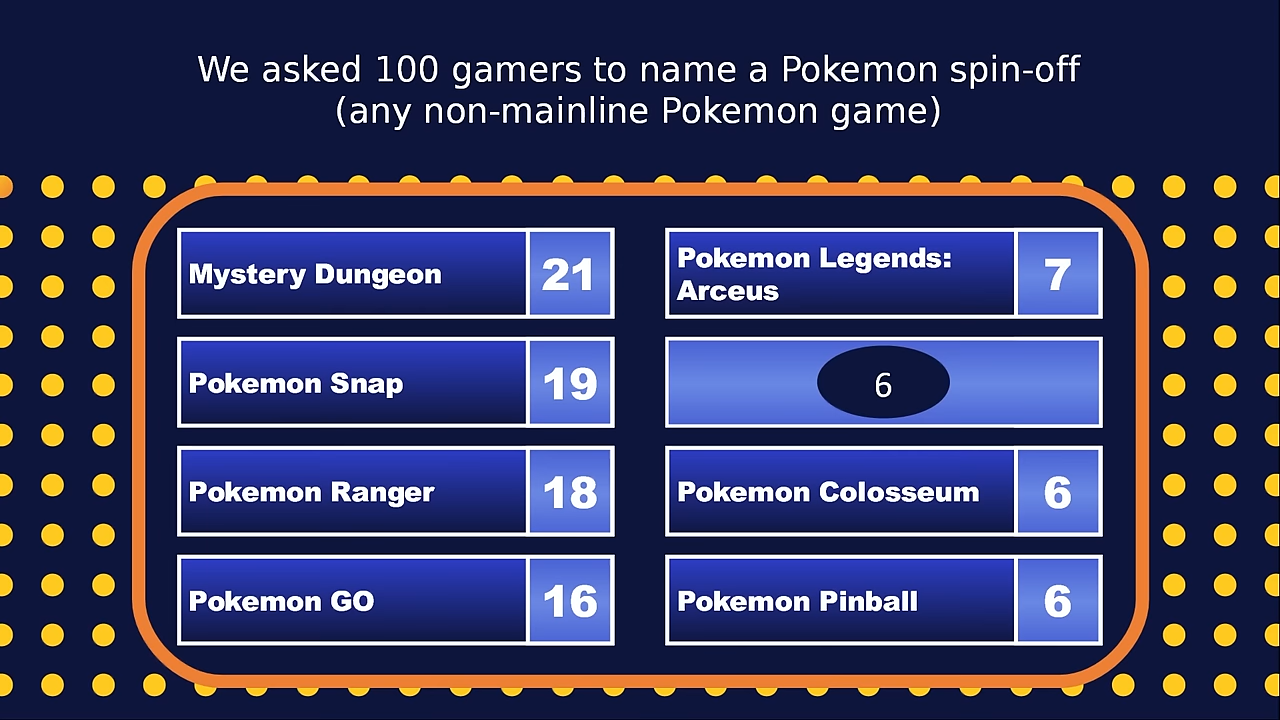 We asked 100 gamers to name a Pokemon spin-off
(any non-mainline Pokemon game)
Mystery Dungeon 21
Pokemon Snap 19
Pokemon Ranger 18
Pokemon GO 16
Pokemon Legends:
Arceus 7
6
Pokemon Colosseum 6
Pokemon Pinball 6